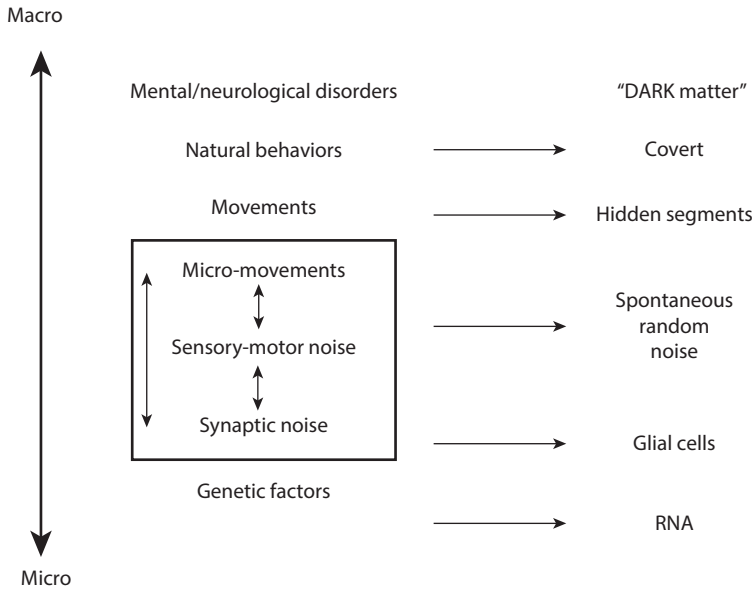 Macro
Mental/neurological disorders
“DARK matter”
Natural behaviors
Covert
Movements
Hidden segments
Micro-movements
Sensory-motor noise
Spontaneous
random
noise
Synaptic noise
Glial cells
Genetic factors
RNA
Micro